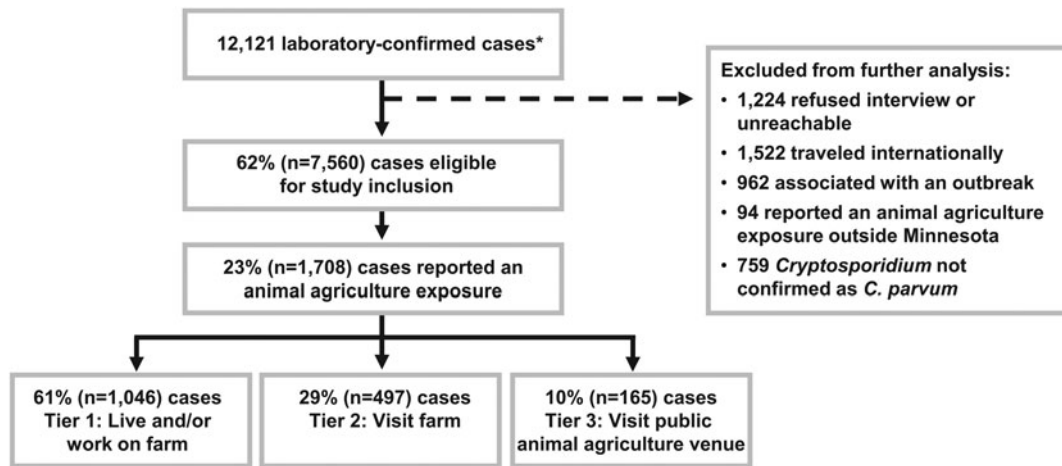 12,121 laboratory-confirmed cases*
Excluded from further analysis:
• 1,224 refused interview or
unreachable
• 1,522 traveled internationally
• 962 associated with an outbreak
• 94 reported an animal agriculture
exposure outside Minnesota
• 759 Cryptosporidium not
confirmed as C. parvum
62% (n=7,560) cases eligible
for study inclusion
23% (n=1,708) cases reported an
animal agriculture exposure
61% (n=1,046) cases
Tier 1: Live and/or
work on farm
29% (n=497) cases
Tier 2: Visit farm
10% (n=165) cases
Tier 3: Visit public
animal agriculture venue